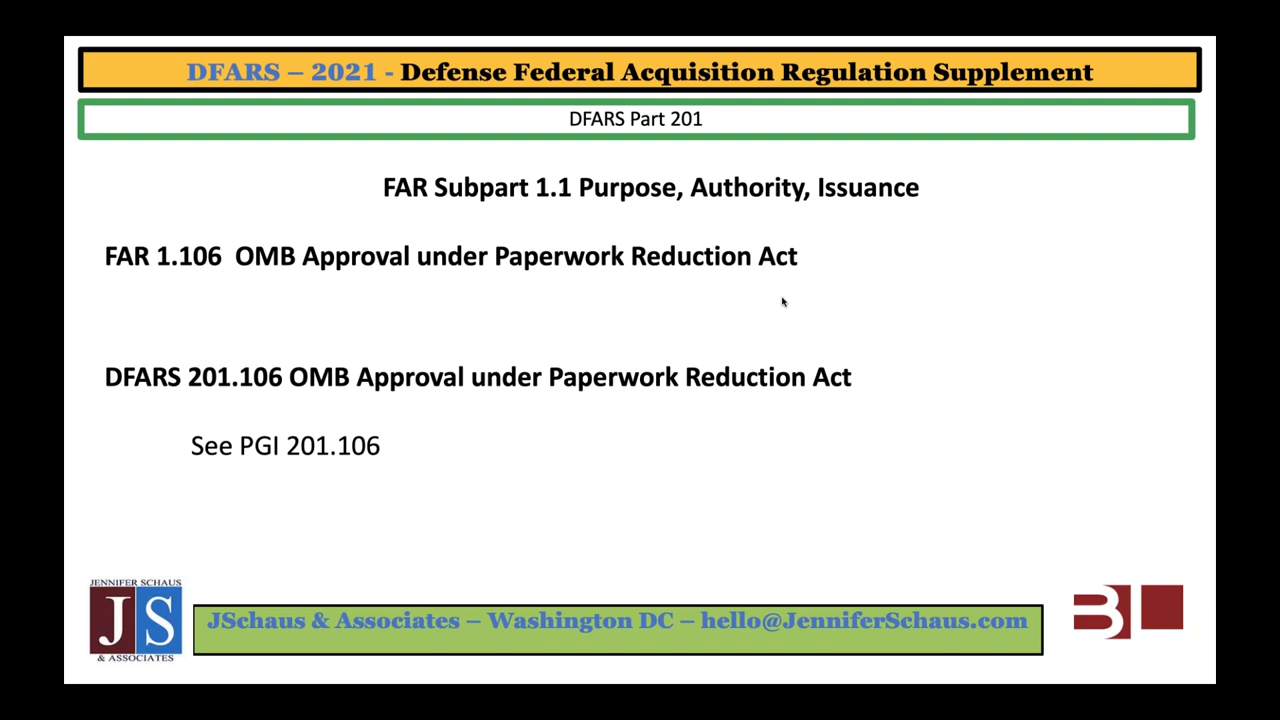 DFARS – 2021 - Defense Federal Acquisition Regulation Supplement
DFARS Part 201
FAR Subpart 1.1 Purpose, Authority, Issuance
FAR 1.106  OMB Approval under Paperwork Reduction Act
DFARS 201.106 OMB Approval under Paperwork Reduction Act
See PGI 201.106
JENNIFER SCHAUS
JS
& ASSOCIATES
JSchaus & Associates – Washington DC – hello@JenniferSchaus.com